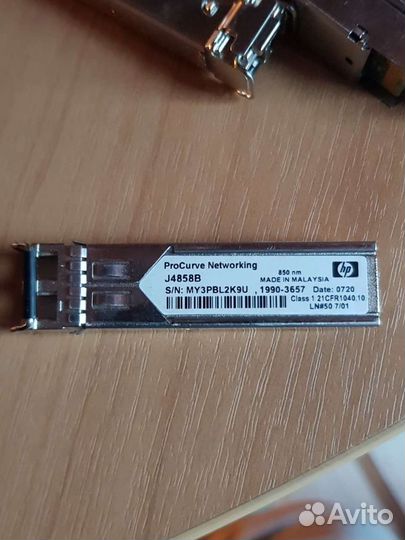 ProCurve Networking
J4858B
850 nm
MADE IN MALAYSIA
hp
S/N: MY3PBL2K9U , 1990-3657 Date: 0720
Class 1 21CFR1040.10
LN#50 7/01
Avito